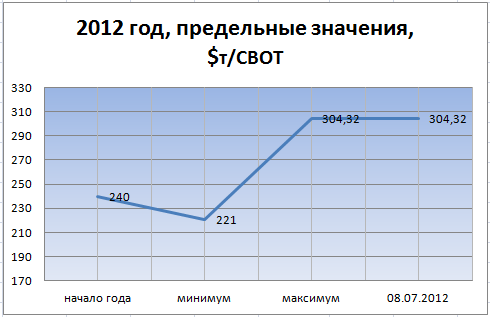 2012 год, предельные значения,
$т/СВОТ
330
310
290
270
250
230
210
190
170
240
221
304,32
304,32
начало года
минимум
максимум
08.07.2012